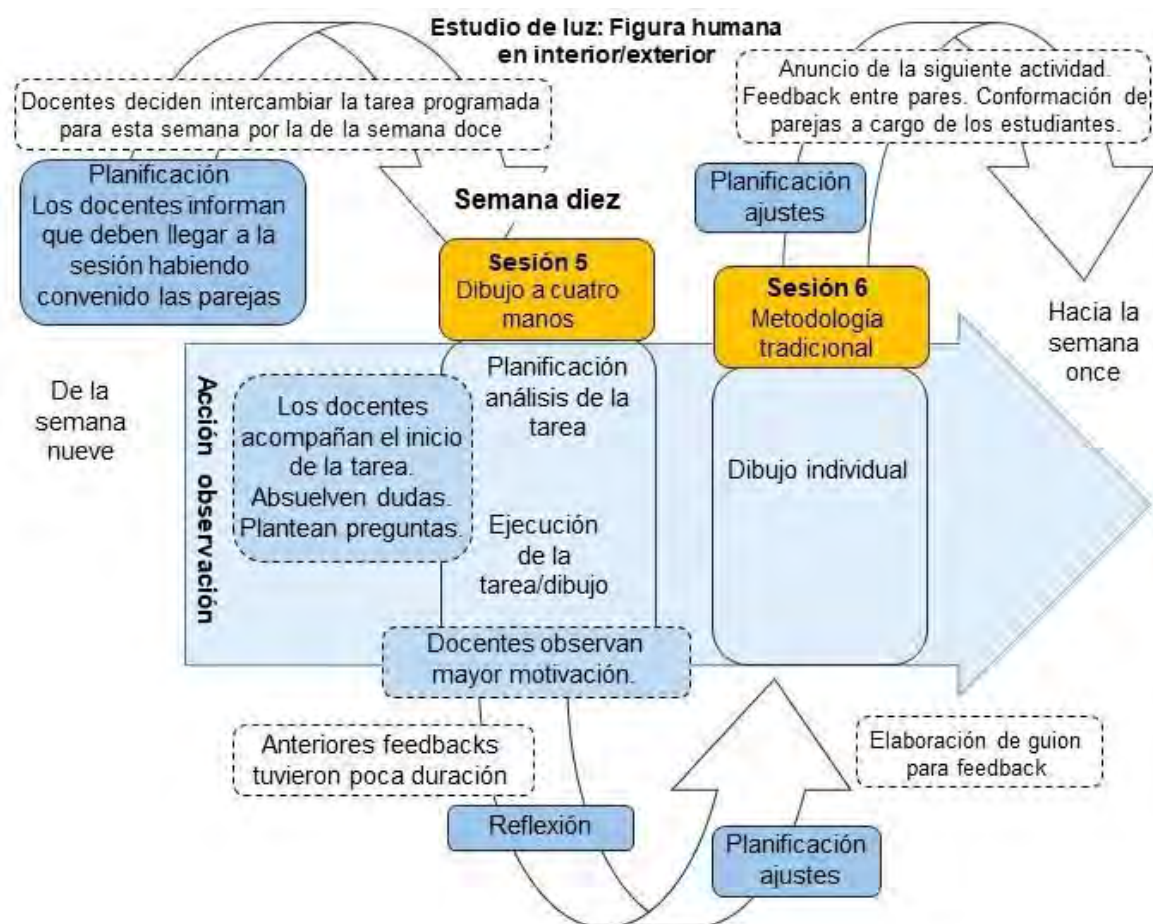 Estudio de luz: Figura humana
en interior/exterior
Docentes deciden intercambiar la tarea programada
para esta semana por la de la semana doce
Anuncio de la siguiente actividad.
Feedback entre pares. Conformación de
parejas a cargo de los estudiantes.
Planificación
Los docentes informan
que deben llegar a la
sesión habiendo
convenido las parejas
Planificación
ajustes
Semana diez
Sesión 5
Dibujo a cuatro
manos
Sesión 6
Metodología
tradicional
Hacia la
semana
once
De la
semana
nueve
Acción observación
Los docentes
acompañan el inicio
de la tarea.
Absuelven dudas.
Plantean preguntas.
Planificación
análisis de la
tarea
Ejecución
de la
tarea/dibujo
Dibujo individual
Docentes observan
mayor motivación.
Anteriores feedbacks
tuvieron poca duración
Elaboración de guion
para feedback
Reflexión
Planificación
ajustes